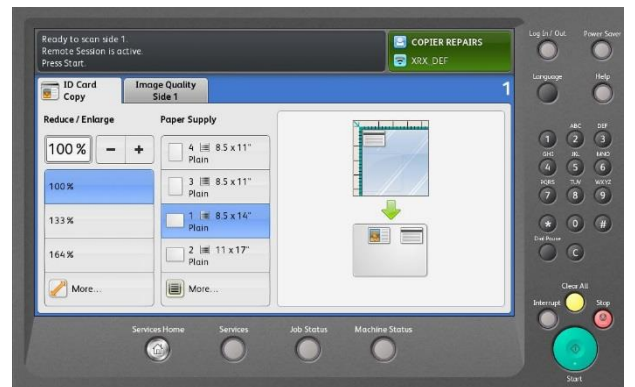 Ready to scan side 1.
Remote Session is active.
Press Start.
COPIER REPAIRS
XRX_DEF
Log In / Out
Power Saver
Language
Help
ID Card
Copy
Image Quality
Side 1
1
Reduce / Enlarge
Paper Supply
100 %
-
+
100%
133%
164%
More...
4 8.5 x 11"
Plain
3 8.5 x 11"
Plain
1 8.5 x 14"
Plain
2 11 x 17"
Plain
More...
ABC
DEF
1
2
3
GHI
JKL
MNO
4
5
6
PQRS
TUV
WXYZ
7
8
9
*
0
#
Dial Pause
C
Clear All
Interrupt
Stop
Start
Services Home
Services
Job Status
Machine Status